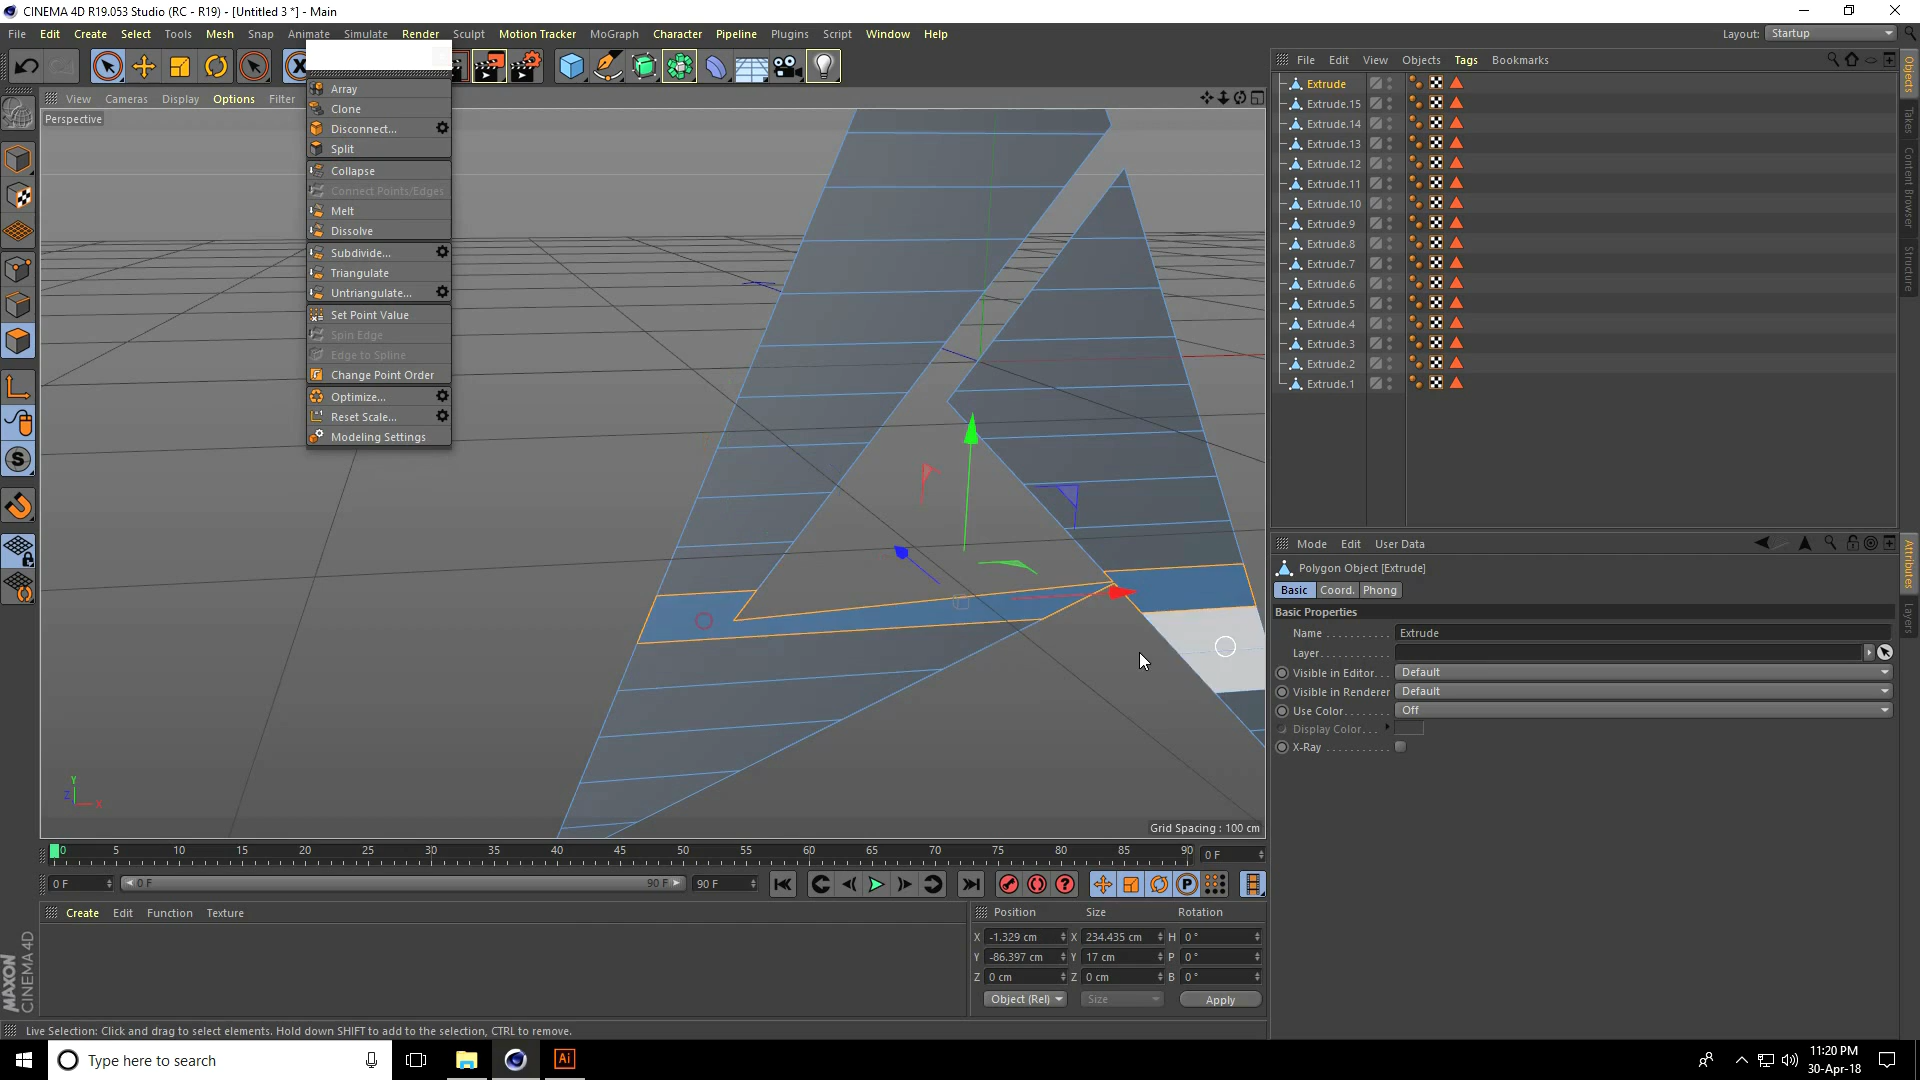 CINEMA 4D R19.053 Studio (RC - R19) - [Untitled 3 *] - Main
File Edit Create Select Tools Mesh Snap Animate Simulate Render Sculpt Motion Tracker MoGraph Character Pipeline Plugins Script Window Help
Layout: Startup
View Cameras Display Options Filter
Perspective
Array
Clone
Disconnect...
Split
Collapse
Connect Points/Edges
Melt
Dissolve
Subdivide...
Triangulate
Untriangulate...
Set Point Value
Spin Edge
Edge to Spline
Change Point Order
Optimize...
Reset Scale...
Modeling Settings
Y
Z X
Grid Spacing : 100 cm
File Edit View Objects Tags Bookmarks
Extrude
Extrude.15
Extrude.14
Extrude.13
Extrude.12
Extrude.11
Extrude.10
Extrude.9
Extrude.8
Extrude.7
Extrude.6
Extrude.5
Extrude.4
Extrude.3
Extrude.2
Extrude.1
Objects
Takes
Content Browser
Structure
Mode Edit User Data
Polygon Object [Extrude]
Basic Coord. Phong
Basic Properties
Name Extrude
Layer
Visible in Editor Default
Visible in Renderer Default
Use Color Off
Display Color
X-Ray
Attributes
Layers
0 5 10 15 20 25 30 35 40 45 50 55 60 65 70 75 80 85 90 0 F
0 F 0 F 90 F 90 F
Create Edit Function Texture
Position Size Rotation
X -1.329 cm X 234.435 cm H 0 °
Y -86.397 cm Y 17 cm P 0 °
Z 0 cm Z 0 cm B 0 °
Object (Rel) Size Apply
MAXON
CINEMA 4D
Live Selection: Click and drag to select elements. Hold down SHIFT to add to the selection, CTRL to remove.
Type here to search
Ai
11:20 PM
30-Apr-18